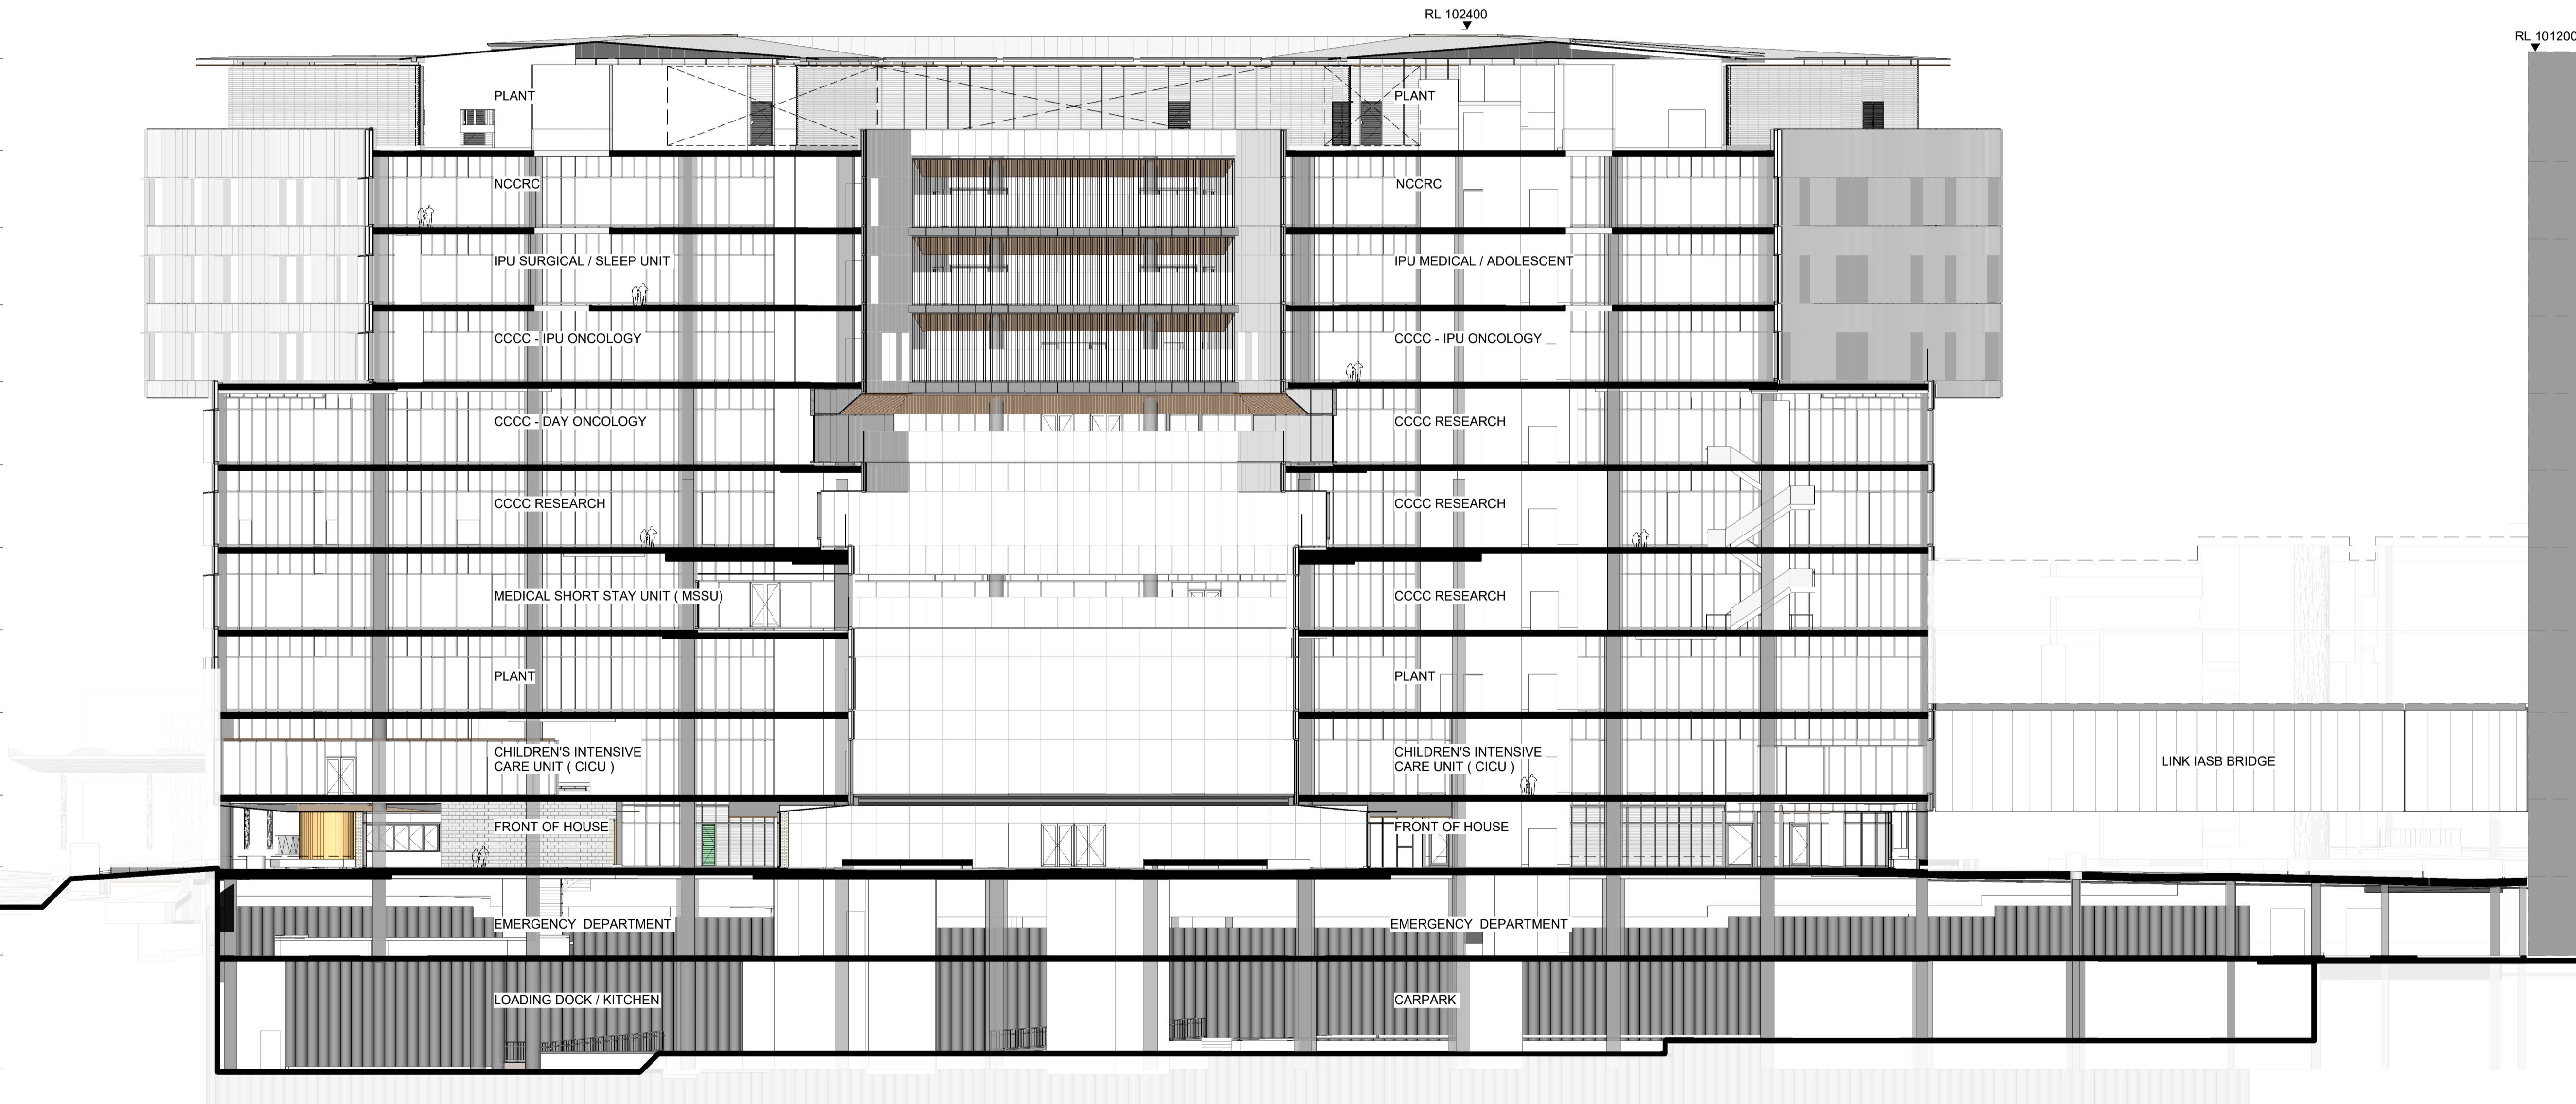 RL 102400
RL 101200
PLANT
PLANT
NCCRC
NCCRC
IPU SURGICAL / SLEEP UNIT
IPU MEDICAL / ADOLESCENT
CCCC - IPU ONCOLOGY
CCCC - IPU ONCOLOGY
CCCC - DAY ONCOLOGY
CCCC RESEARCH
CCCC RESEARCH
CCCC RESEARCH
MEDICAL SHORT STAY UNIT ( MSSU)
CCCC RESEARCH
PLANT
PLANT
CHILDREN'S INTENSIVE
CARE UNIT ( CICU )
CHILDREN'S INTENSIVE
CARE UNIT ( CICU )
LINK IASB BRIDGE
FRONT OF HOUSE
FRONT OF HOUSE
EMERGENCY DEPARTMENT
EMERGENCY DEPARTMENT
LOADING DOCK / KITCHEN
CARPARK